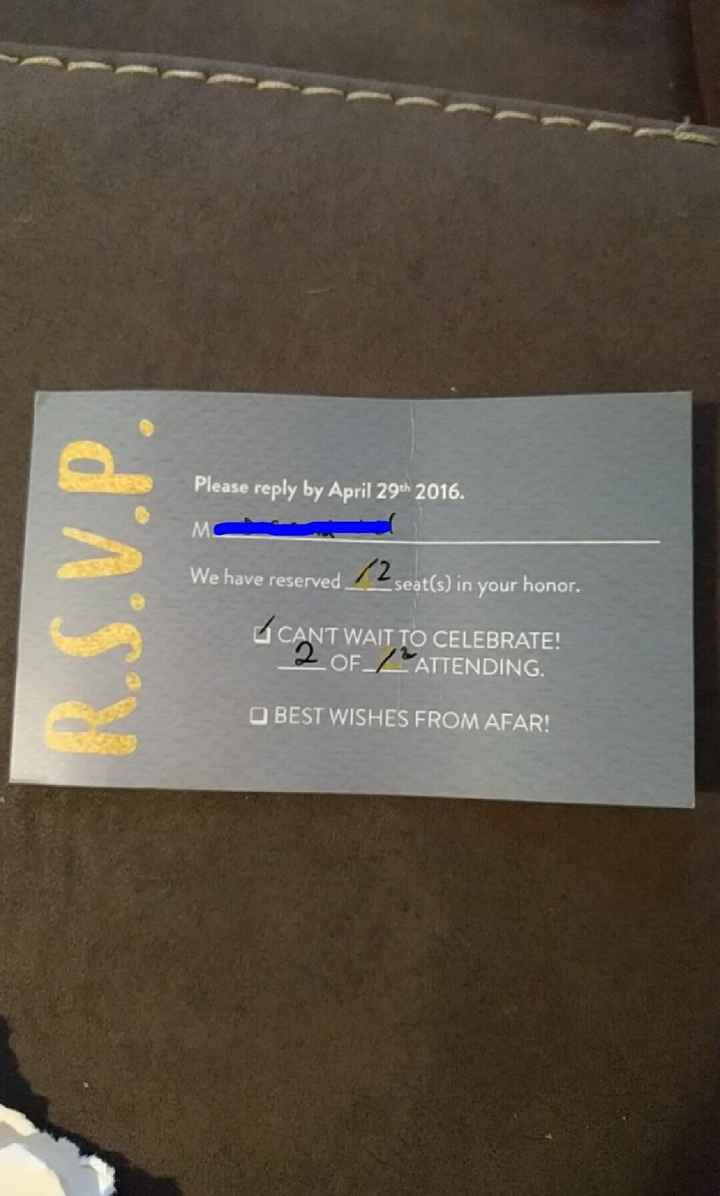 R.S.V.P.
Please reply by April 29th 2016.
M
We have reserved 2 seat(s) in your honor.
CAN'T WAIT TO CELEBRATE!
2 OF 2 ATTENDING.
BEST WISHES FROM AFAR!